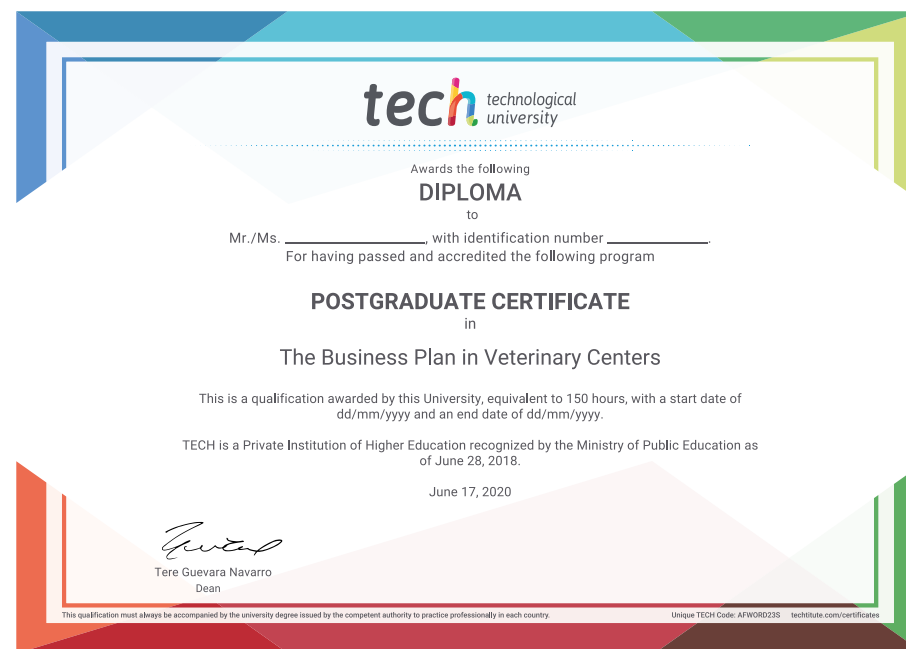 tech technological
university
Awards the following
DIPLOMA
to
Mr./Ms. ____________________, with identification number ______________.
For having passed and accredited the following program
POSTGRADUATE CERTIFICATE
in
The Business Plan in Veterinary Centers
This is a qualification awarded by this University, equivalent to 150 hours, with a start date of
dd/mm/yyyy and an end date of dd/mm/yyyy.
TECH is a Private Institution of Higher Education recognized by the Ministry of Public Education as
of June 28, 2018.
June 17, 2020
Tere Guevara Navarro
Dean
This qualification must always be accompanied by the university degree issued by the competent authority to practice professionally in each country. Unique TECH Code: AFWORD23S techtitute.com/certificates